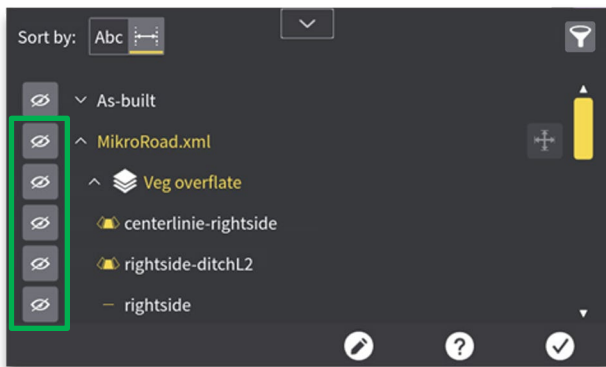 Sort by: Abc
As-built
MikroRoad.xml
Veg overflate
centerlinie-rightside
rightside-ditchL2
rightside
?